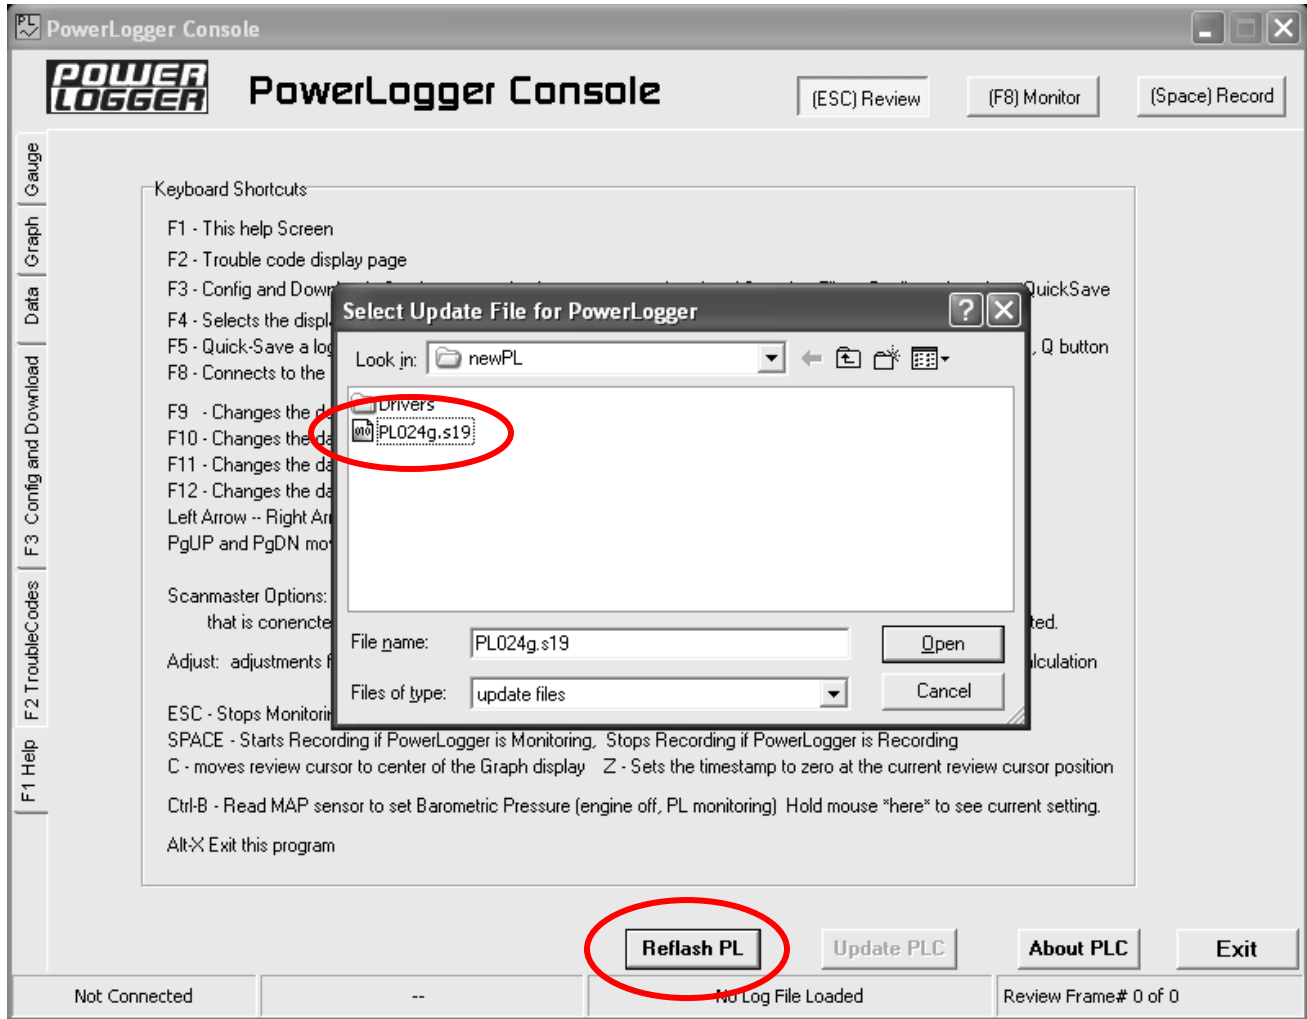 PL PowerLogger Console
POWER LOGGER PowerLogger Console (ESC) Review (F8) Monitor (Space) Record
Gauge
Graph
Data
F3 Config and Download
F2 TroubleCodes
F1 Help
Keyboard Shortcuts
F1 - This help Screen
F2 - Trouble code display page
F3 - Config and Down QuickSave
F4 - Selects the displ
F5 - Quick-Save a log , Q button
F8 - Connects to the
F9 - Changes the da
F10 - Changes the da
F11 - Changes the da
F12 - Changes the da
Left Arrow -- Right Arr
PgUP and PgDN mo
Scanmaster Options:
that is conencte ted.
Adjust: adjustments f lculation
ESC - Stops Monitorin
SPACE - Starts Recording if PowerLogger is Monitoring, Stops Recording if PowerLogger is Recording
C - moves review cursor to center of the Graph display Z - Sets the timestamp to zero at the current review cursor position
Ctrl-B - Read MAP sensor to set Barometric Pressure (engine off, PL monitoring) Hold mouse *here* to see current setting.
Alt-X Exit this program
Select Update File for PowerLogger
Look in: newPL
Drivers
010 PL024g.s19
File name: PL024g.s19 Open
Files of type: update files Cancel
Reflash PL Update PLC About PLC Exit
Not Connected -- No Log File Loaded Review Frame# 0 of 0